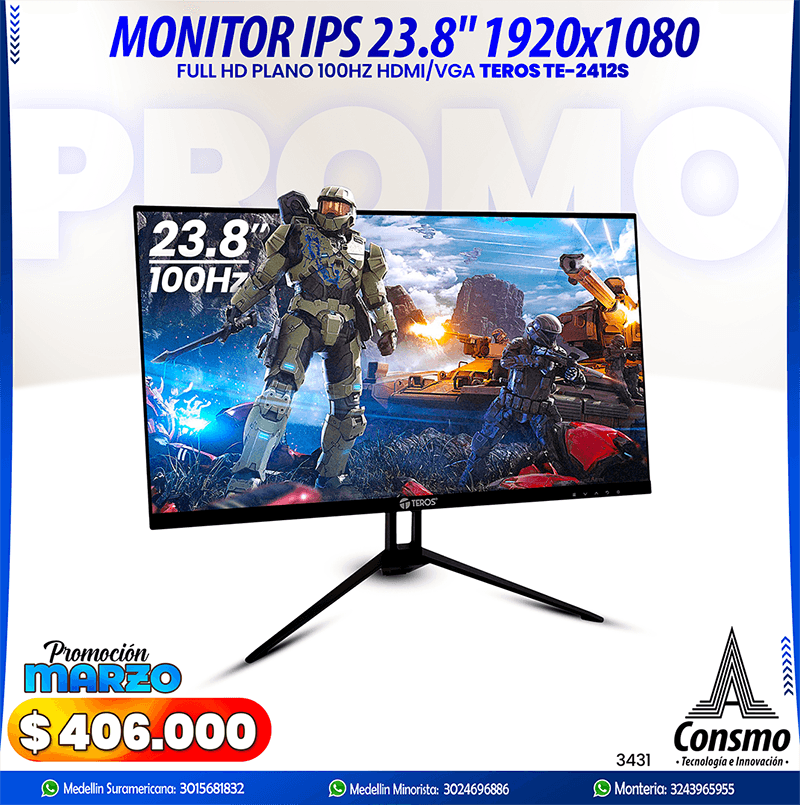 MONITOR IPS 23.8" 1920x1080
FULL HD PLANO 100HZ HDMI/VGA TEROS TE-2412S
PROMO
23.8"
100Hz
TEROS
Promoción
MARZO
$ 406.000
3431
Consmo
• Tecnología e Innovación •
Medellin Suramericana: 3015681832
Medellin Minorista: 3024696886
Monteria: 3243965955